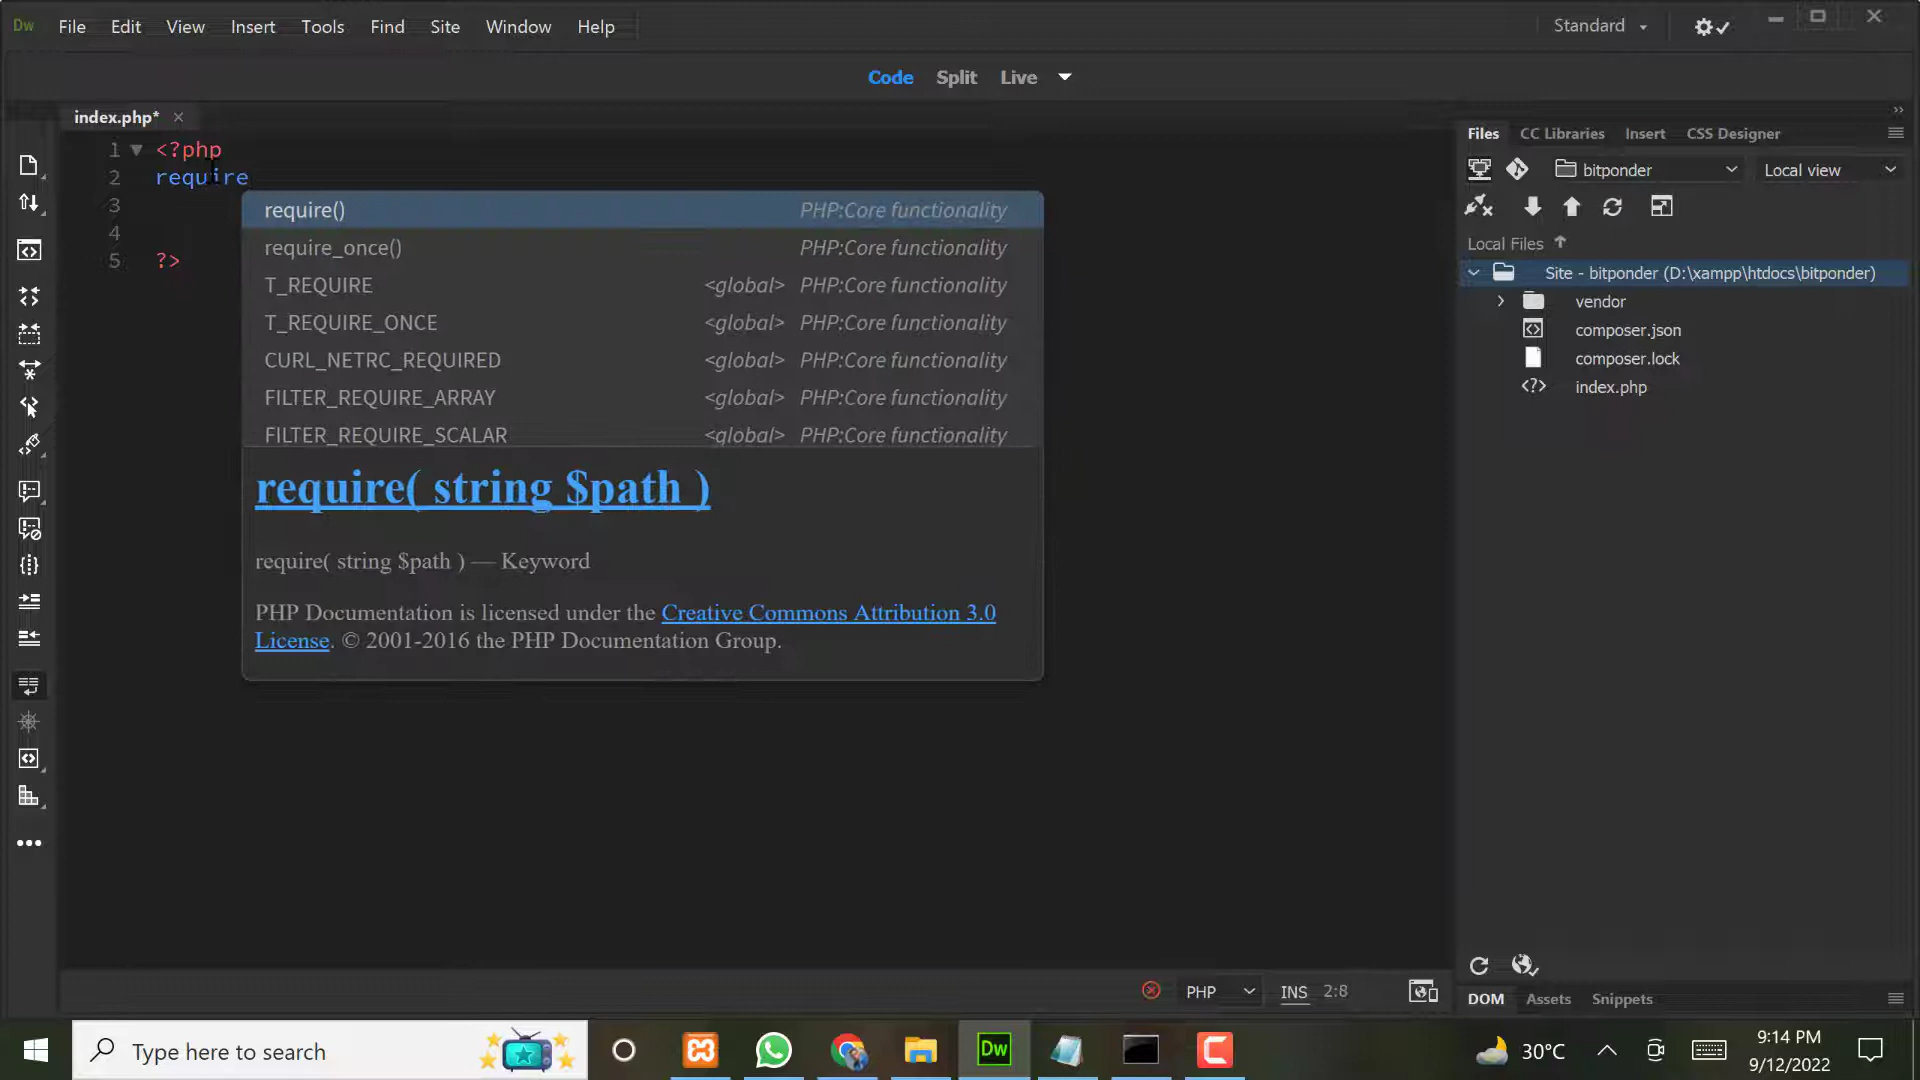 Dw File Edit View Insert Tools Find Site Window Help Standard
Code Split Live
index.php*
1 <?php
2 require
3
4
5 ?>
require() PHP:Core functionality
require_once() PHP:Core functionality
T_REQUIRE <global> PHP:Core functionality
T_REQUIRE_ONCE <global> PHP:Core functionality
CURL_NETRC_REQUIRED <global> PHP:Core functionality
FILTER_REQUIRE_ARRAY <global> PHP:Core functionality
FILTER_REQUIRE_SCALAR <global> PHP:Core functionality
require( string $path )
require( string $path ) — Keyword
PHP Documentation is licensed under the Creative Commons Attribution 3.0
License. © 2001-2016 the PHP Documentation Group.
Files CC Libraries Insert CSS Designer
bitponder Local view
Local Files
Site - bitponder (D:\xampp\htdocs\bitponder)
vendor
composer.json
composer.lock
index.php
PHP INS 2:8
DOM Assets Snippets
Type here to search
Dw
30°C
9:14 PM
9/12/2022